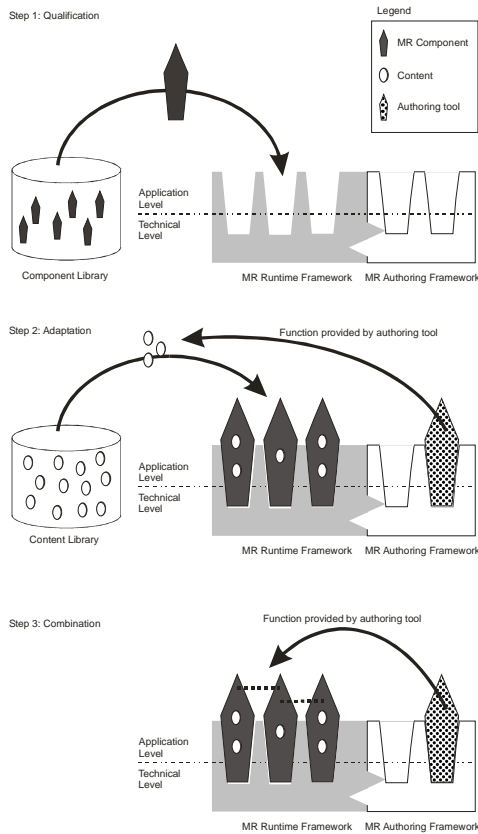 Step 1: Qualification
Legend
MR Component
Content
Authoring tool
Application
Level
Technical
Level
Component Library
MR Runtime Framework
MR Authoring Framework
Step 2: Adaptation
Function provided by authoring tool
Application
Level
Technical
Level
Content Library
MR Runtime Framework
MR Authoring Framework
Step 3: Combination
Function provided by authoring tool
Application
Level
Technical
Level
MR Runtime Framework
MR Authoring Framework